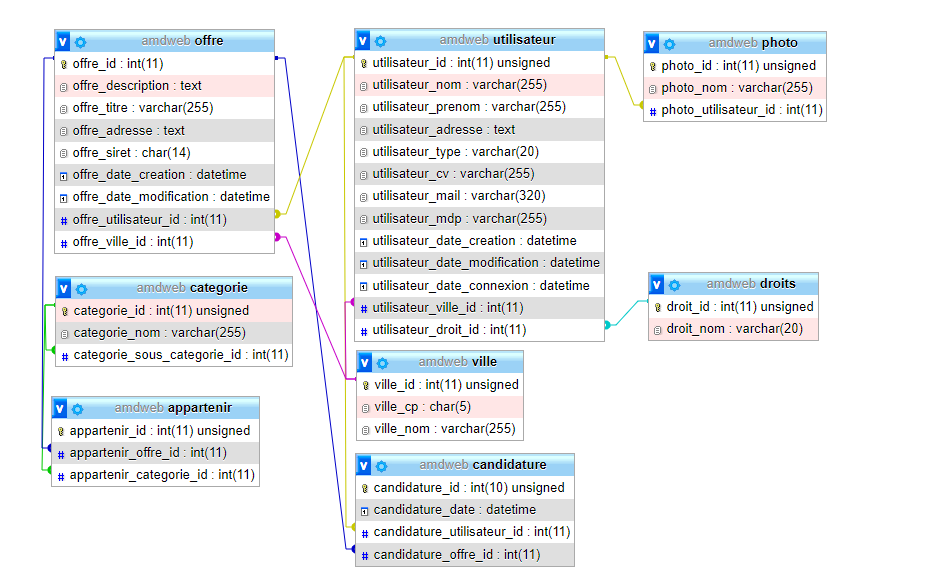 amdweb offre
offre_id : int(11)
offre_description : text
offre_titre : varchar(255)
offre_adresse : text
offre_siret : char(14)
offre_date_creation : datetime
offre_date_modification : datetime
offre_utilisateur_id : int(11)
offre_ville_id : int(11)
amdweb categorie
categorie_id : int(11) unsigned
categorie_nom : varchar(255)
categorie_sous_categorie_id : int(11)
amdweb appartenir
appartenir_id : int(11) unsigned
appartenir_offre_id : int(11)
appartenir_categorie_id : int(11)
amdweb utilisateur
utilisateur_id : int(11) unsigned
utilisateur_nom : varchar(255)
utilisateur_prenom : varchar(255)
utilisateur_adresse : text
utilisateur_type : varchar(20)
utilisateur_cv : varchar(255)
utilisateur_mail : varchar(320)
utilisateur_mdp : varchar(255)
utilisateur_date_creation : datetime
utilisateur_date_modification : datetime
utilisateur_date_connexion : datetime
utilisateur_ville_id : int(11)
utilisateur_droit_id : int(11)
amdweb ville
ville_id : int(11) unsigned
ville_cp : char(5)
ville_nom : varchar(255)
amdweb candidature
candidature_id : int(10) unsigned
candidature_date : datetime
candidature_utilisateur_id : int(11)
candidature_offre_id : int(11)
amdweb photo
photo_id : int(11) unsigned
photo_nom : varchar(255)
photo_utilisateur_id : int(11)
amdweb droits
droit_id : int(11) unsigned
droit_nom : varchar(20)